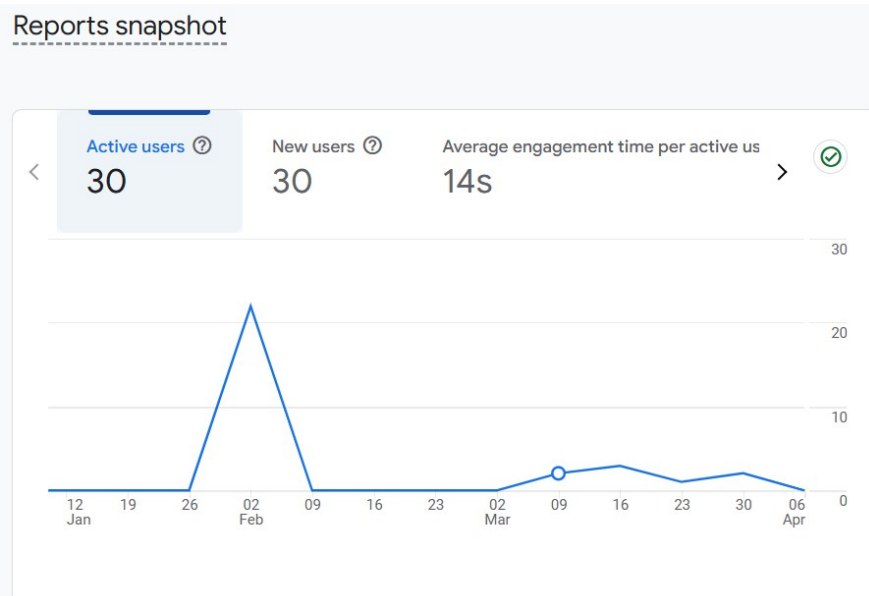 Reports snapshot
Active users
New users
Average engagement time per active us
30
30
14s
30
20
10
0
12 19 26 02 09 16 23 02 09 16 23 30 06
Jan Feb Mar Apr